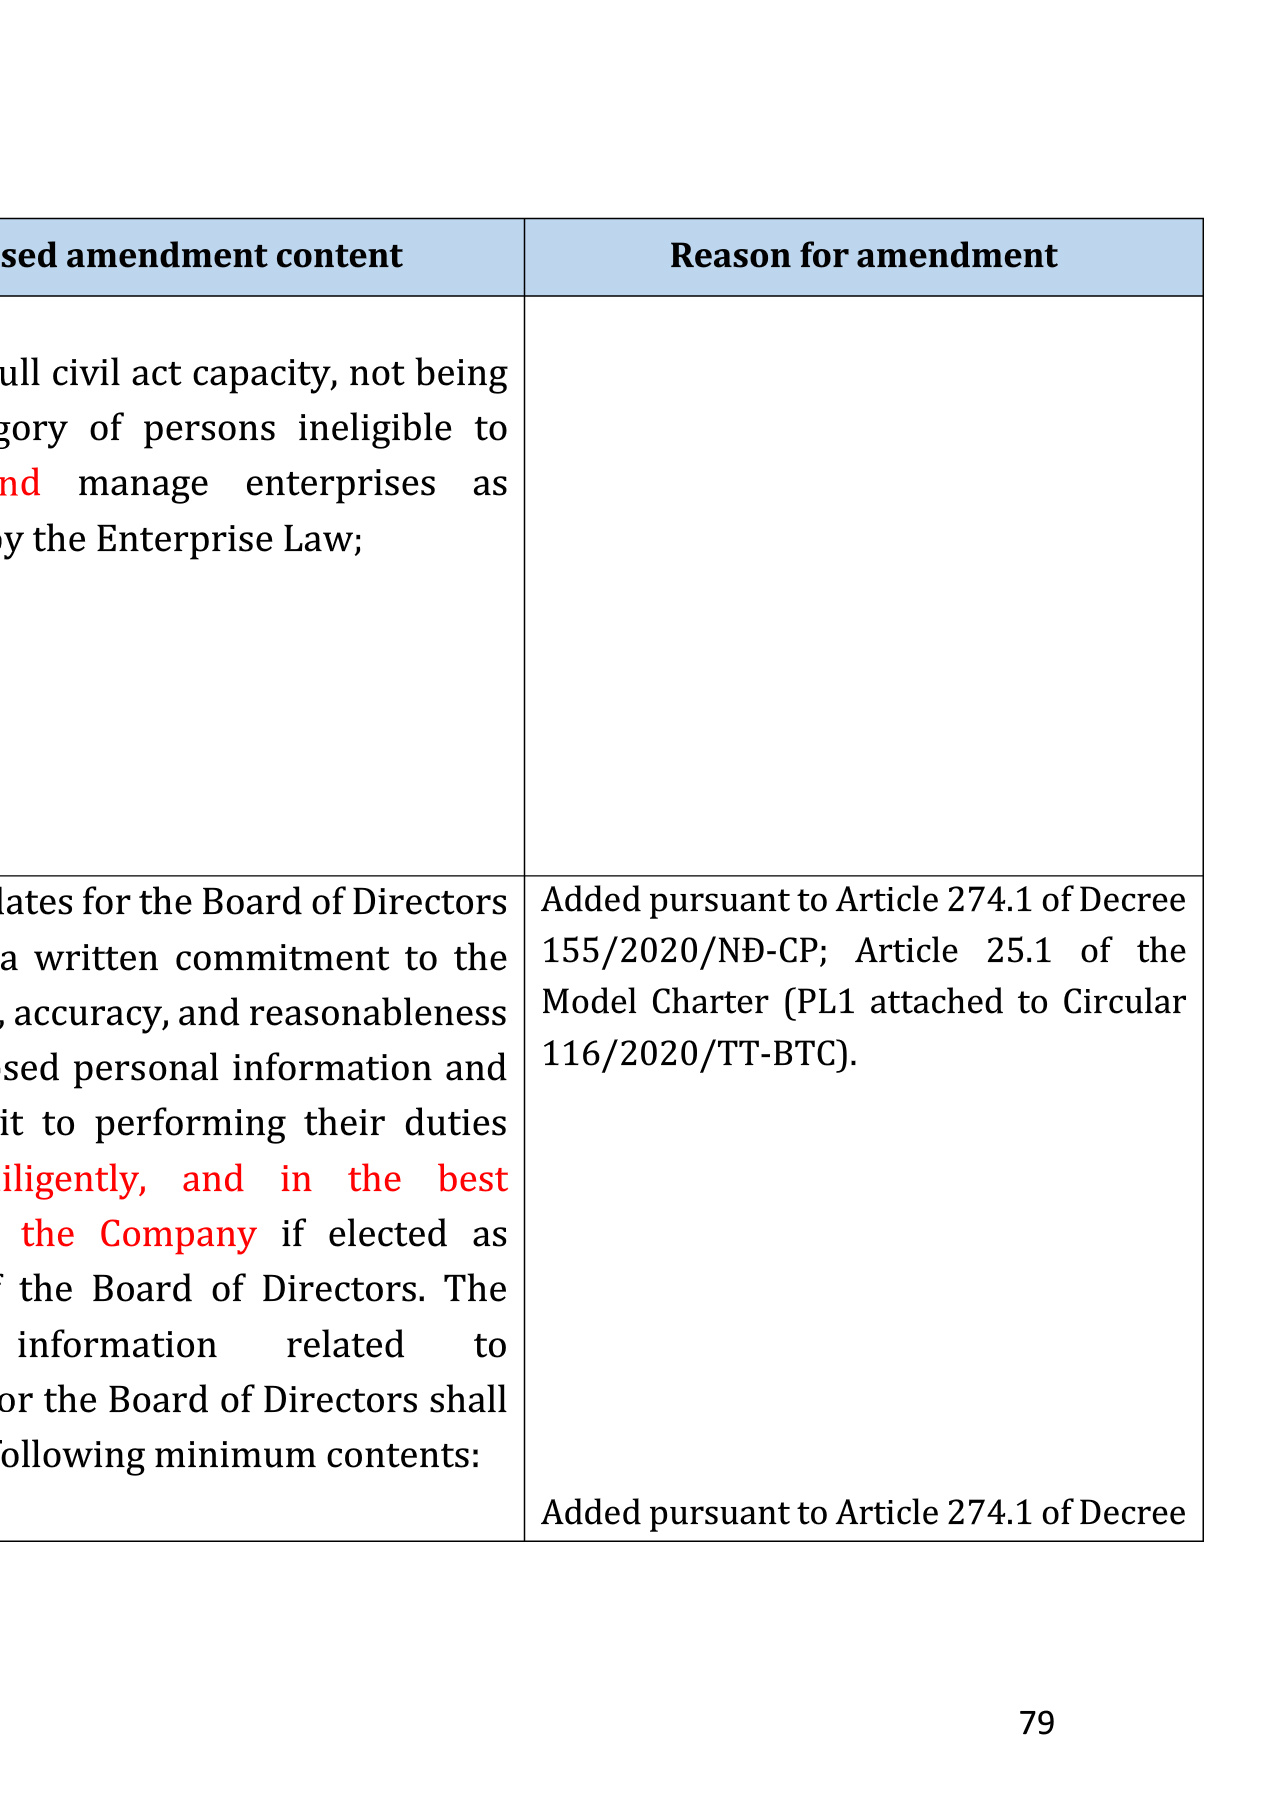 sed amendment content
Reason for amendment
ull civil act capacity, not being
gory of persons ineligible to
nd manage enterprises as
by the Enterprise Law;
lates for the Board of Directors
a written commitment to the
, accuracy, and reasonableness
osed personal information and
it to performing their duties
iligently, and in the best
the Company if elected as
f the Board of Directors. The
information related to
or the Board of Directors shall
ollowing minimum contents:
Added pursuant to Article 274.1 of Decree
155/2020/NĐ-CP; Article 25.1 of the
Model Charter (PL1 attached to Circular
116/2020/TT-BTC).
Added pursuant to Article 274.1 of Decree
79